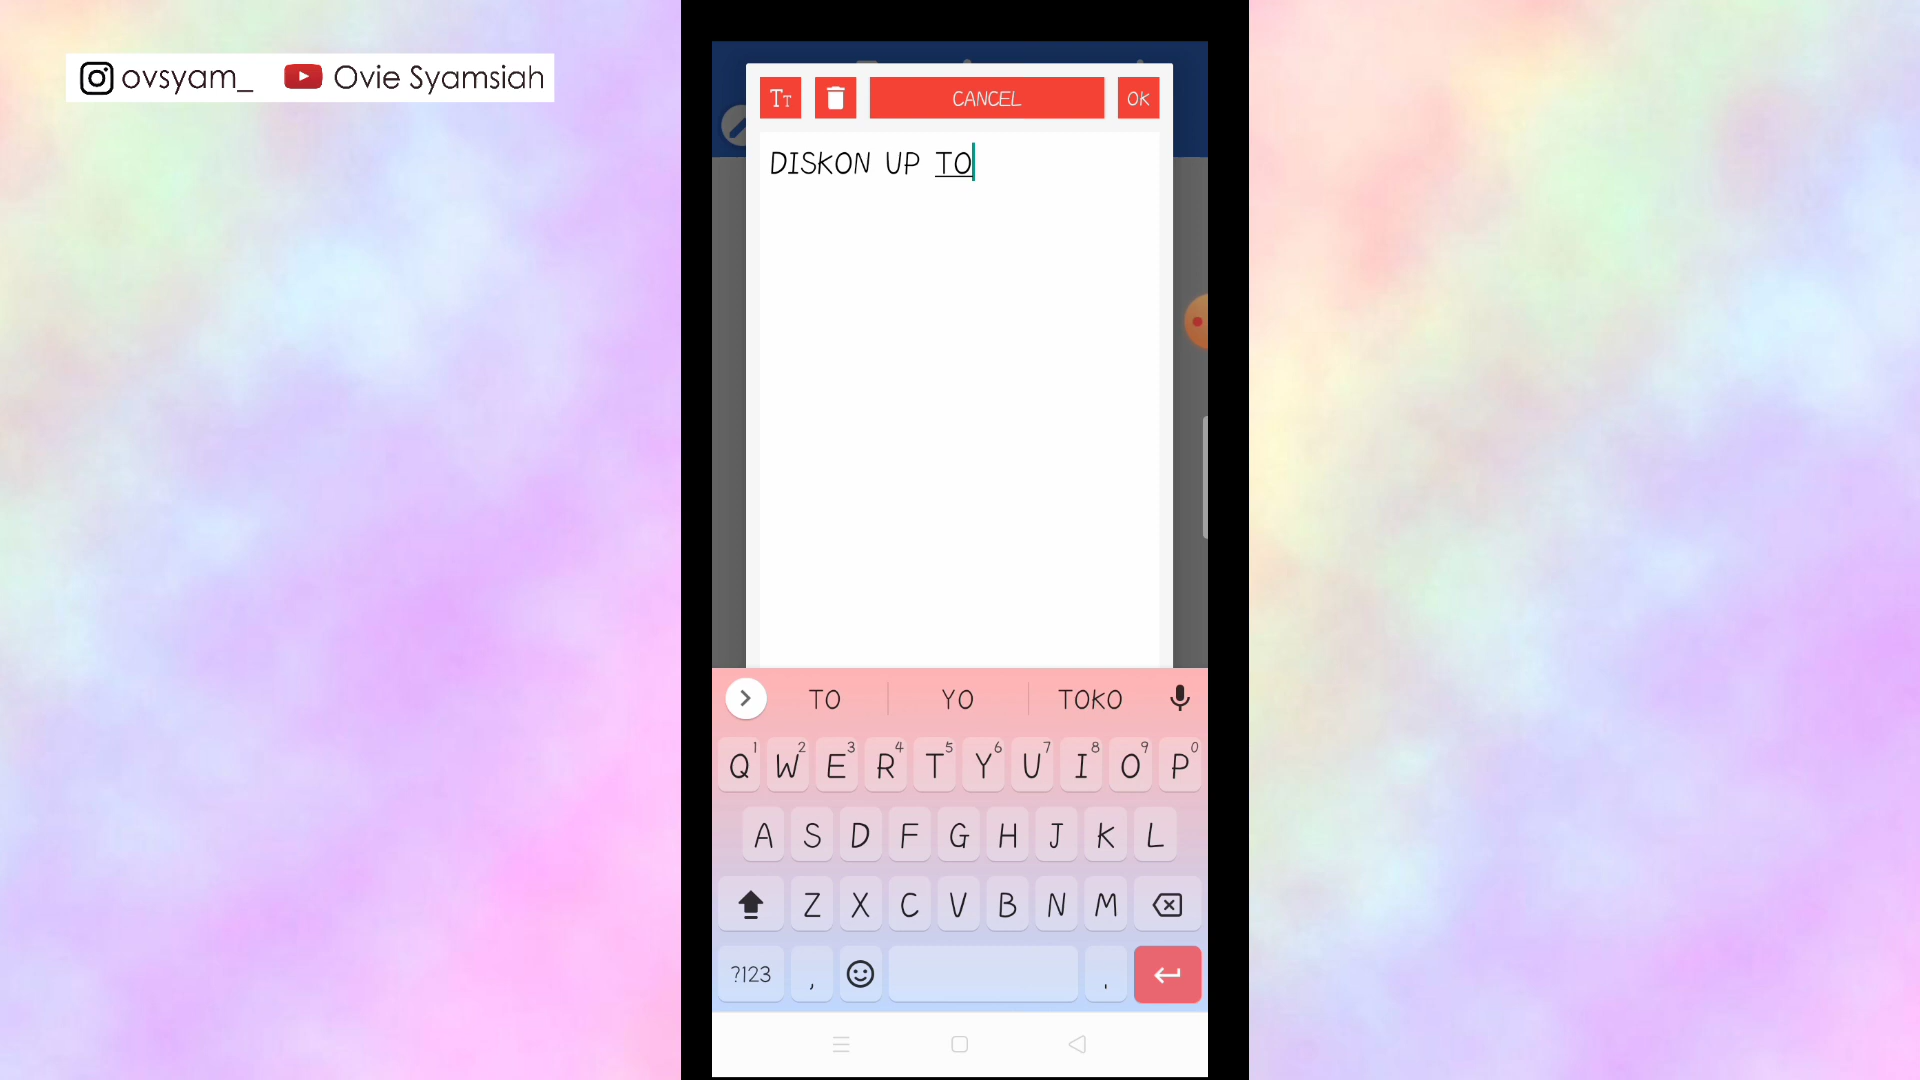 ovsyam_ Ovie Syamsiah
TT CANCEL OK
DISKON UP TO
TO YO TOKO
Q1 W2 E3 R4 T5 Y6 U7 I8 O9 P0
A S D F G H J K L
Z X C V B N M
?123 , .